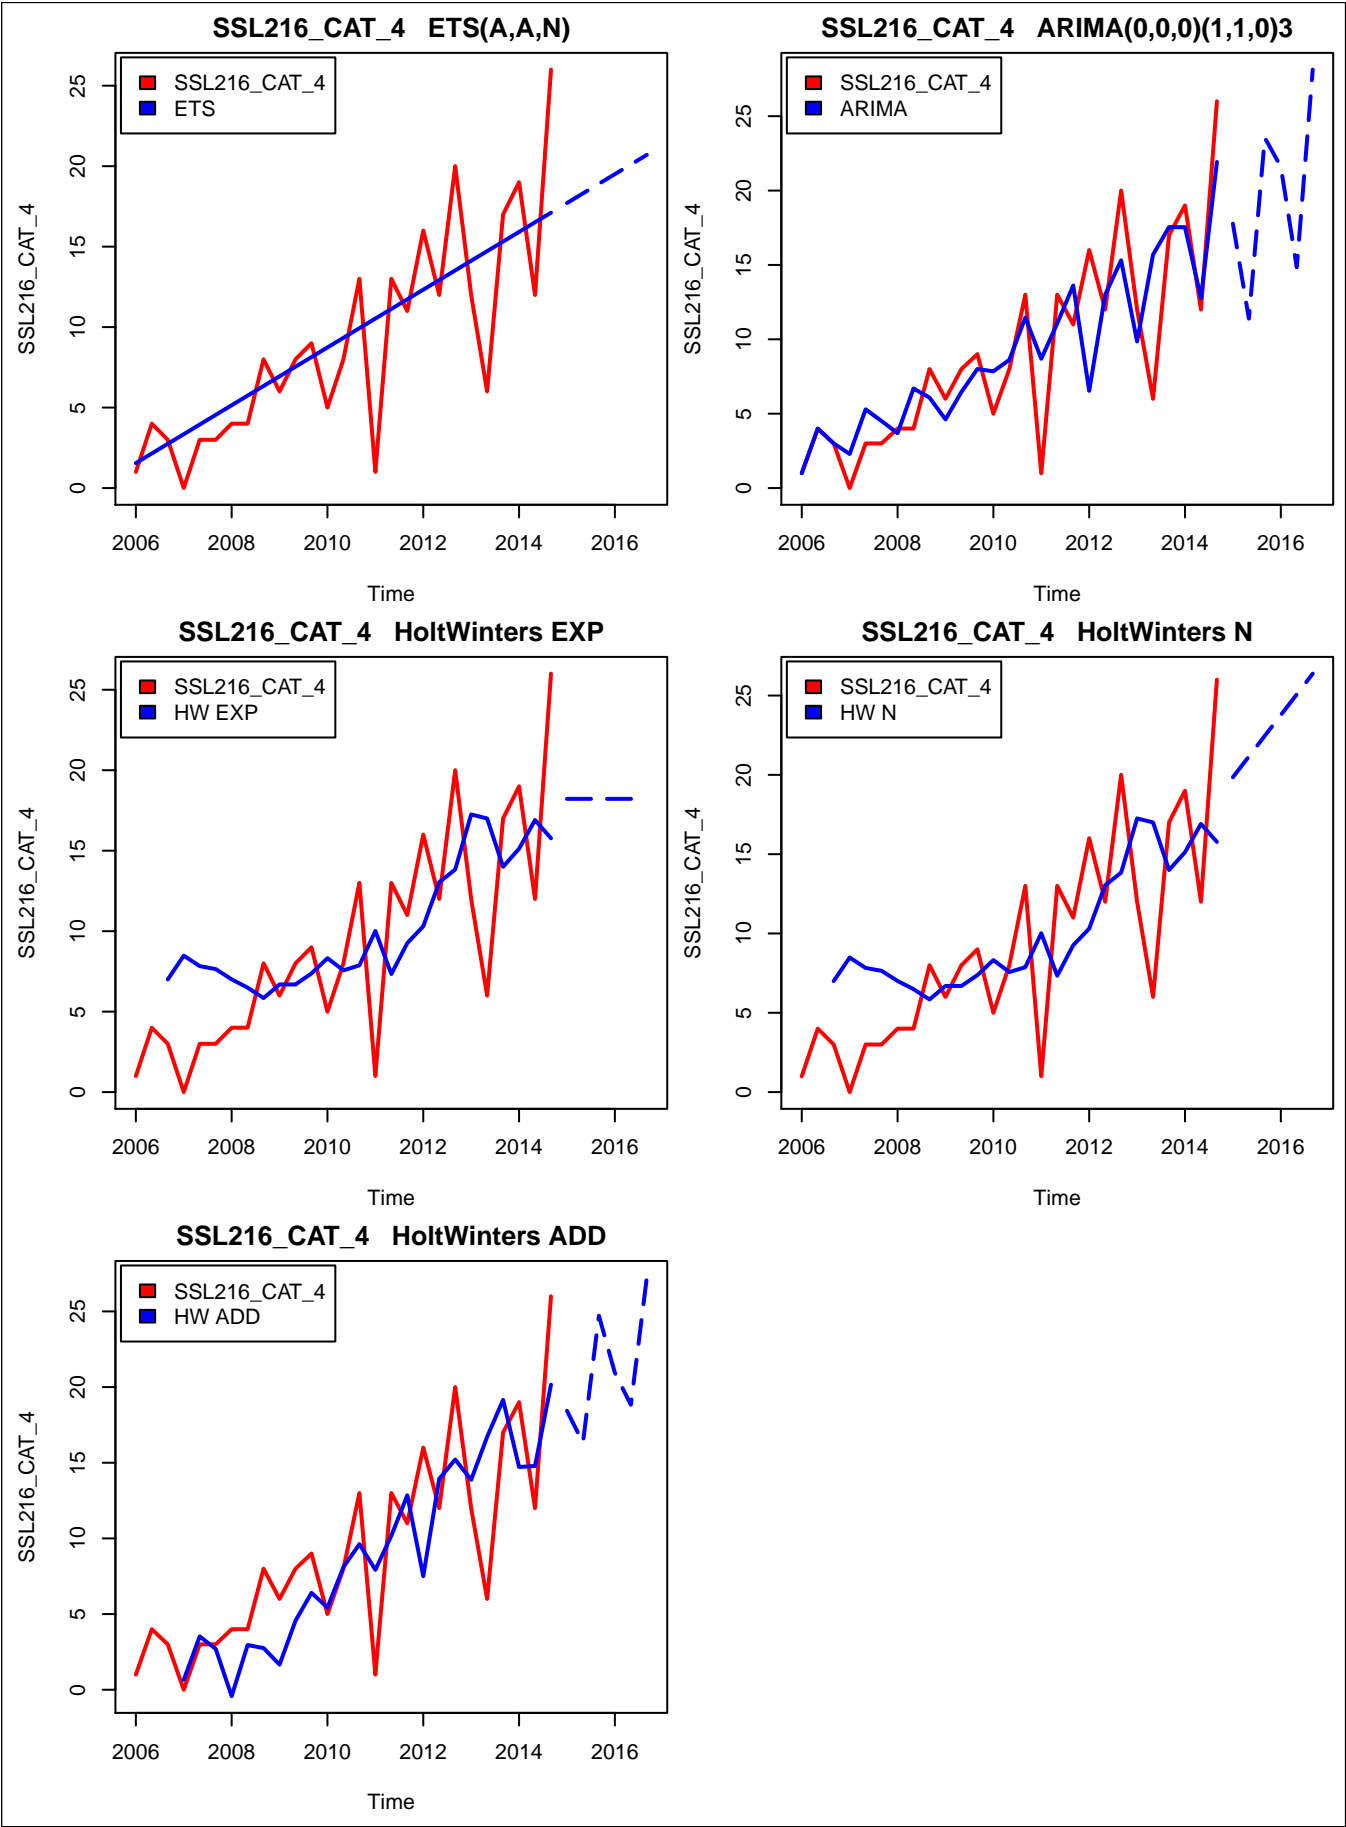 SSL216_CAT_4 ETS(A,A,N)
SSL216_CAT_4
ETS
SSL216_CAT_4
0 5 10 15 20 25
2006 2008 2010 2012 2014 2016
Time
SSL216_CAT_4 ARIMA(0,0,0)(1,1,0)3
SSL216_CAT_4
ARIMA
SSL216_CAT_4
0 5 10 15 20 25
2006 2008 2010 2012 2014 2016
Time
SSL216_CAT_4 HoltWinters EXP
SSL216_CAT_4
HW EXP
SSL216_CAT_4
0 5 10 15 20 25
2006 2008 2010 2012 2014 2016
Time
SSL216_CAT_4 HoltWinters N
SSL216_CAT_4
HW N
SSL216_CAT_4
0 5 10 15 20 25
2006 2008 2010 2012 2014 2016
Time
SSL216_CAT_4 HoltWinters ADD
SSL216_CAT_4
HW ADD
SSL216_CAT_4
0 5 10 15 20 25
2006 2008 2010 2012 2014 2016
Time